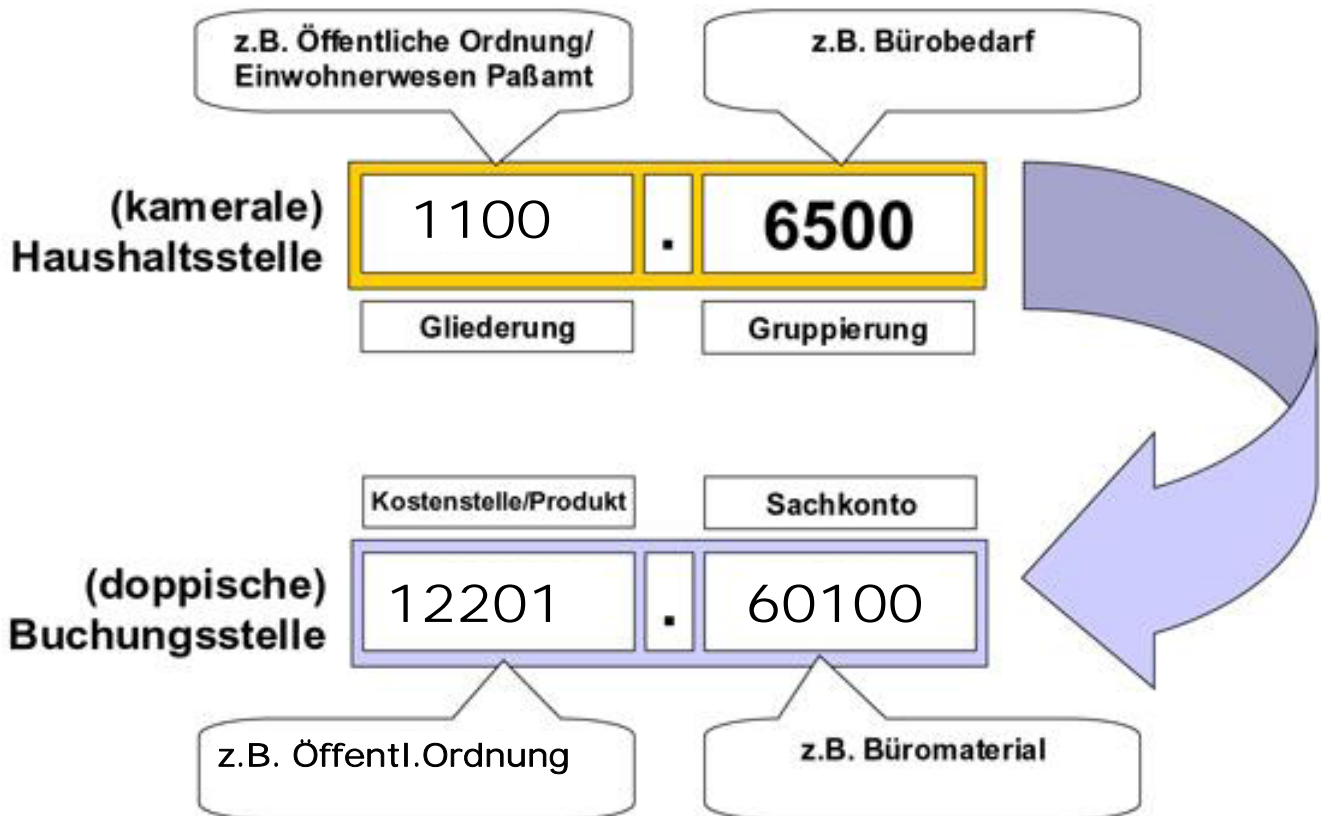 z.B. Öffentliche Ordnung/
Einwohnerwesen Paßamt
z.B. Bürobedarf
(kamerale)
Haushaltsstelle
1100 . 6500
Gliederung
Gruppierung
Kostenstelle/Produkt
Sachkonto
(doppische)
Buchungsstelle
12201 . 60100
z.B. Öffentl.Ordnung
z.B. Büromaterial